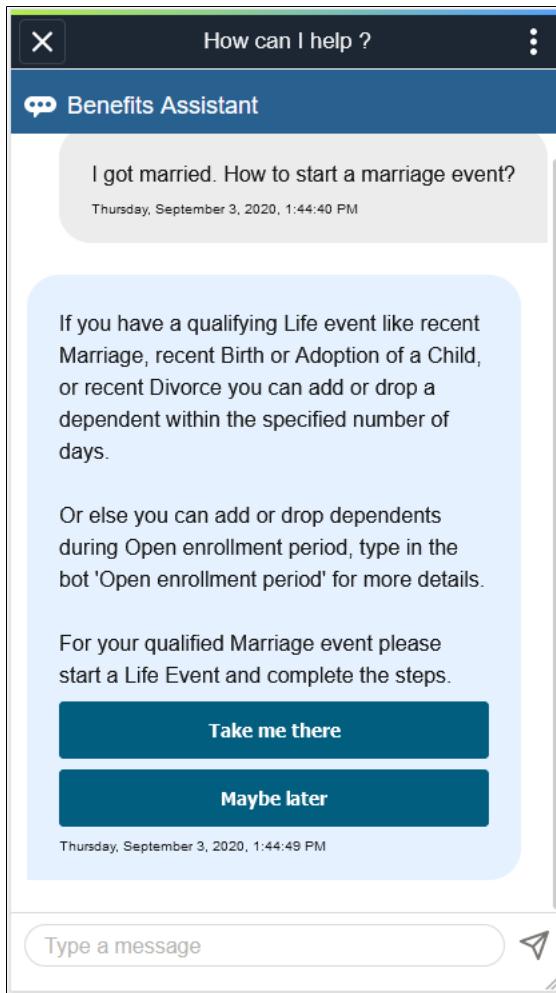 How can I help ?
Benefits Assistant
I got married. How to start a marriage event?
Thursday, September 3, 2020, 1:44:40 PM
If you have a qualifying Life event like recent
Marriage, recent Birth or Adoption of a Child,
or recent Divorce you can add or drop a
dependent within the specified number of
days.
Or else you can add or drop dependents
during Open enrollment period, type in the
bot 'Open enrollment period' for more details.
For your qualified Marriage event please
start a Life Event and complete the steps.
Take me there
Maybe later
Thursday, September 3, 2020, 1:44:49 PM
Type a message